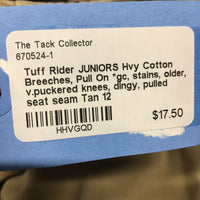 The Tack Collector
670524-1
Tuff Rider JUNIORS Hvy Cotton
Breeches, Pull On *gc, stains, older,
v.puckered knees, dingy, pulled
seat seam Tan 12
$17.50
HHVGQD